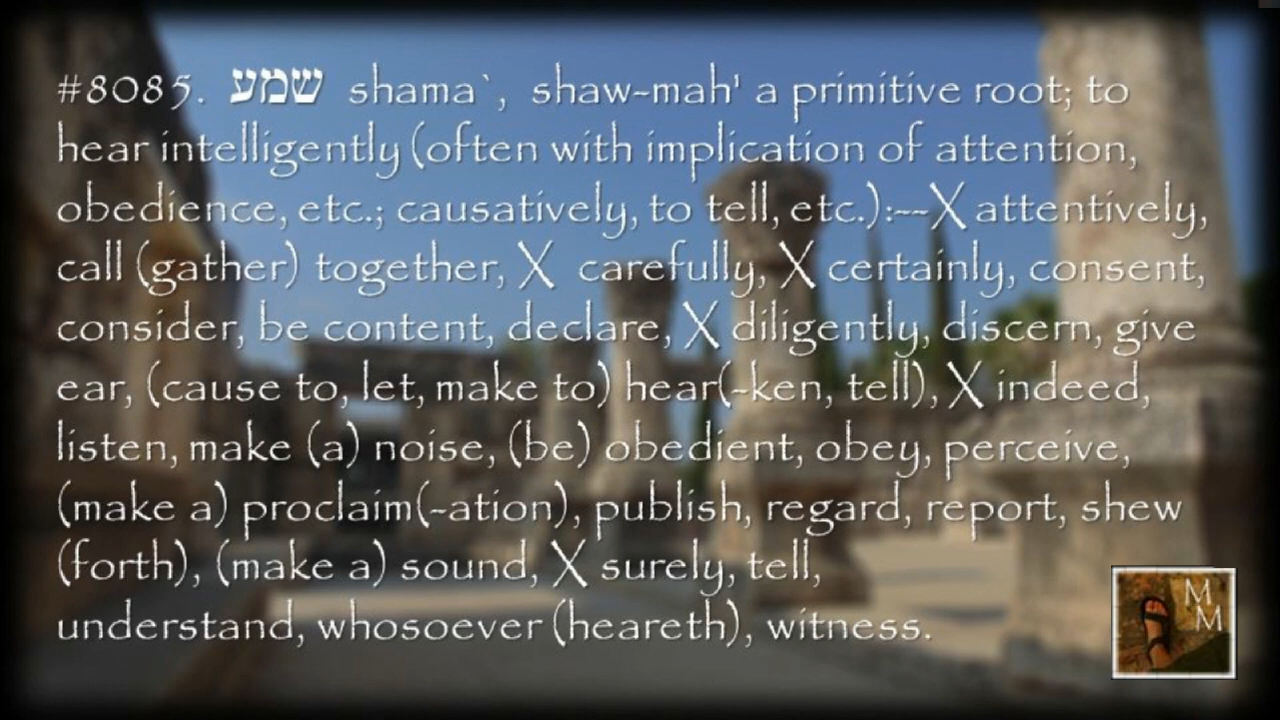 #8085. שמע shama`, shaw-mah' a primitive root; to
hear intelligently (often with implication of attention,
obedience, etc.; causatively, to tell, etc.):--X attentively,
call (gather) together, X carefully, X certainly, consent,
consider, be content, declare, X diligently, discern, give
ear, (cause to, let, make to) hear(-ken, tell), X indeed,
listen, make (a) noise, (be) obedient, obey, perceive,
(make a) proclaim(-ation), publish, regard, report, shew
(forth), (make a) sound, X surely, tell,
understand, whosoever (heareth), witness.
M
M